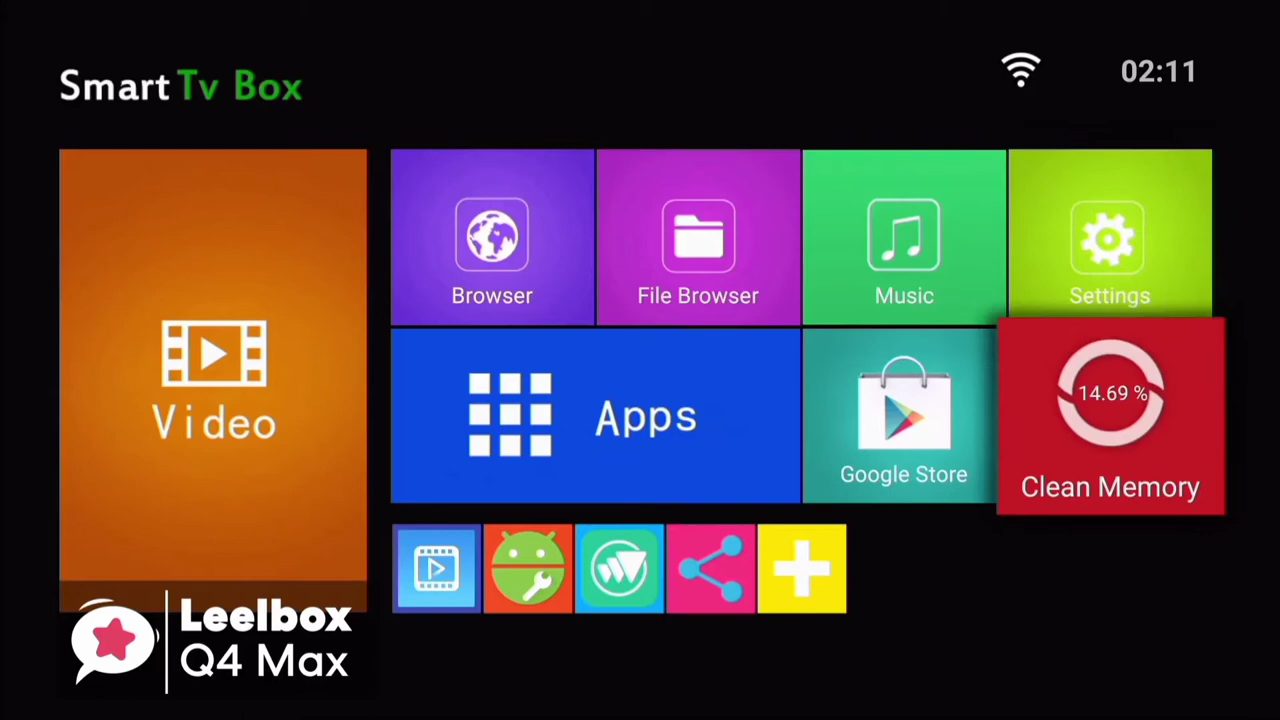 Smart Tv Box
02:11
Video
Browser
File Browser
Music
Settings
Apps
Google Store
14.69 %
Clean Memory
Leelbox
Q4 Max